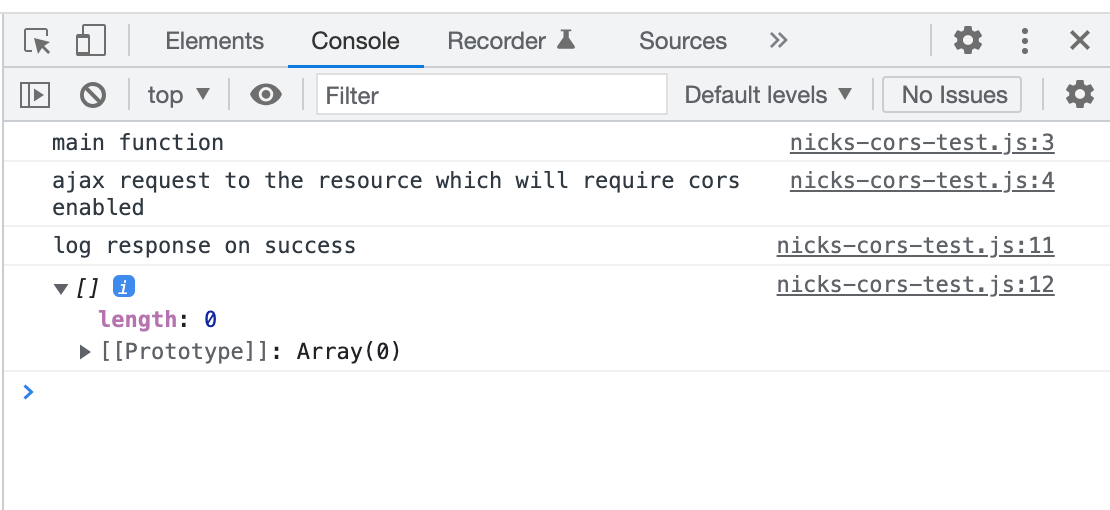 Elements Console Recorder Sources »
top ▼ Filter Default levels ▼ No Issues
main function nicks-cors-test.js:3
ajax request to the resource which will require cors nicks-cors-test.js:4
enabled
log response on success nicks-cors-test.js:11
▼ [] i nicks-cors-test.js:12
length: 0
▶ [[Prototype]]: Array(0)
>